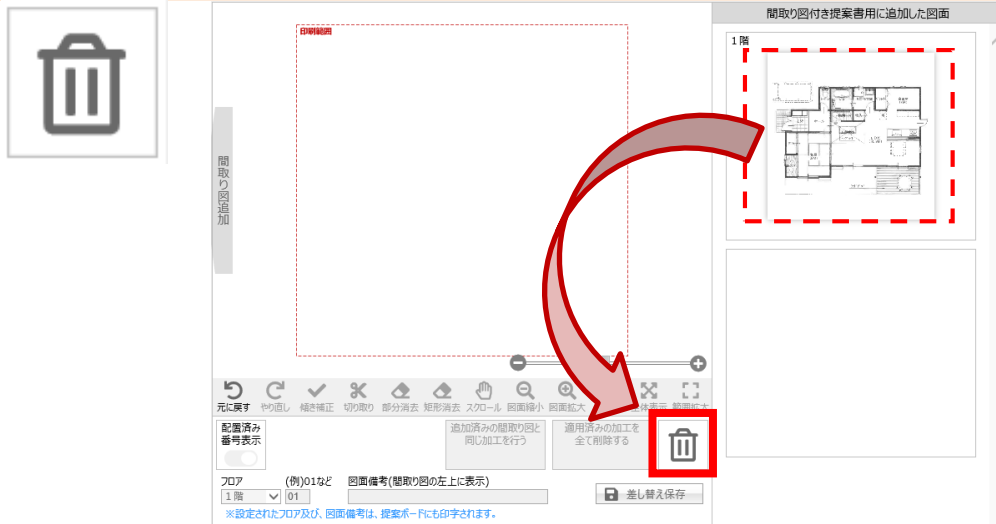 間取り図付き提案書用に追加した図面
印刷範囲
1階
間取り図追加
元に戻す やり直し 傾き補正 切り取り 部分消去 矩形消去 スクロール 図面縮小 図面拡大 全体表示 範囲拡大
配置済み
番号表示
追加済みの間取り図と
同じ加工を行う
適用済みの加工を
全て削除する
フロア (例)01など 図面備考(間取り図の左上に表示)
1階 01
差し替え保存
※設定されたフロア及び、図面備考は、提案ボードにも印字されます。